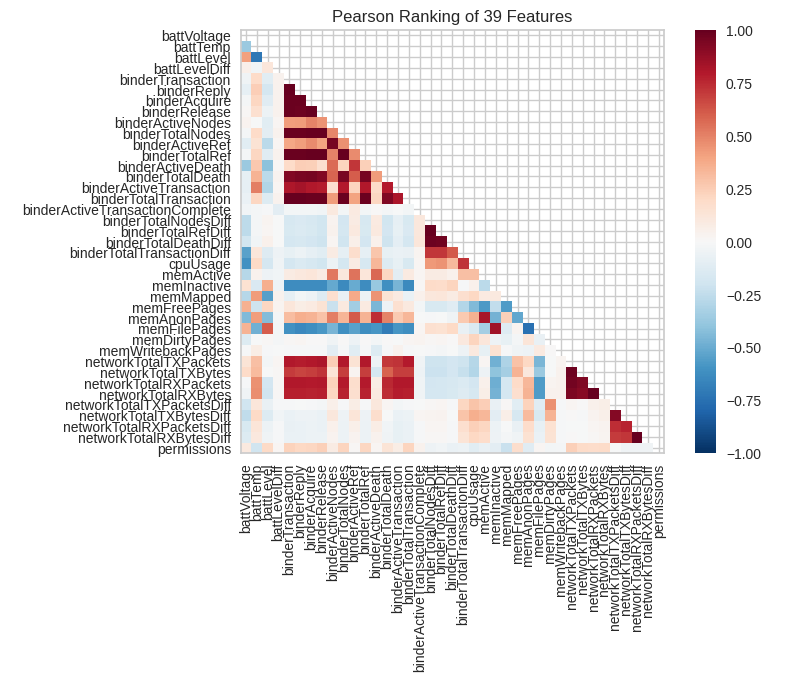 Pearson Ranking of 39 Features
battVoltage
battTemp
battLevel
battLevelDiff
binderTransaction
binderReply
binderAcquire
binderRelease
binderActiveNodes
binderTotalNodes
binderActiveRef
binderTotalRef
binderActiveDeath
binderTotalDeath
binderActiveTransaction
binderTotalTransaction
binderActiveTransactionComplete
binderTotalNodesDiff
binderTotalRefDiff
binderTotalDeathDiff
binderTotalTransactionDiff
cpuUsage
memActive
memInactive
memMapped
memFreePages
memAnonPages
memFilePages
memDirtyPages
memWritebackPages
networkTotalTXPackets
networkTotalTXBytes
networkTotalRXPackets
networkTotalRXBytes
networkTotalTXPacketsDiff
networkTotalTXBytesDiff
networkTotalRXPacketsDiff
networkTotalRXBytesDiff
permissions
battVoltage
battTemp
battLevel
battLevelDiff
binderTransaction
binderReply
binderAcquire
binderRelease
binderActiveNodes
binderTotalNodes
binderActiveRef
binderTotalRef
binderActiveDeath
binderTotalDeath
binderActiveTransaction
binderTotalTransaction
binderActiveTransactionComplete
binderTotalNodesDiff
binderTotalRefDiff
binderTotalDeathDiff
binderTotalTransactionDiff
cpuUsage
memActive
memInactive
memMapped
memFreePages
memAnonPages
memFilePages
memDirtyPages
memWritebackPages
networkTotalTXPackets
networkTotalTXBytes
networkTotalRXPackets
networkTotalRXBytes
networkTotalTXPacketsDiff
networkTotalTXBytesDiff
networkTotalRXPacketsDiff
networkTotalRXBytesDiff
permissions
1.00
0.75
0.50
0.25
0.00
−0.25
−0.50
−0.75
−1.00